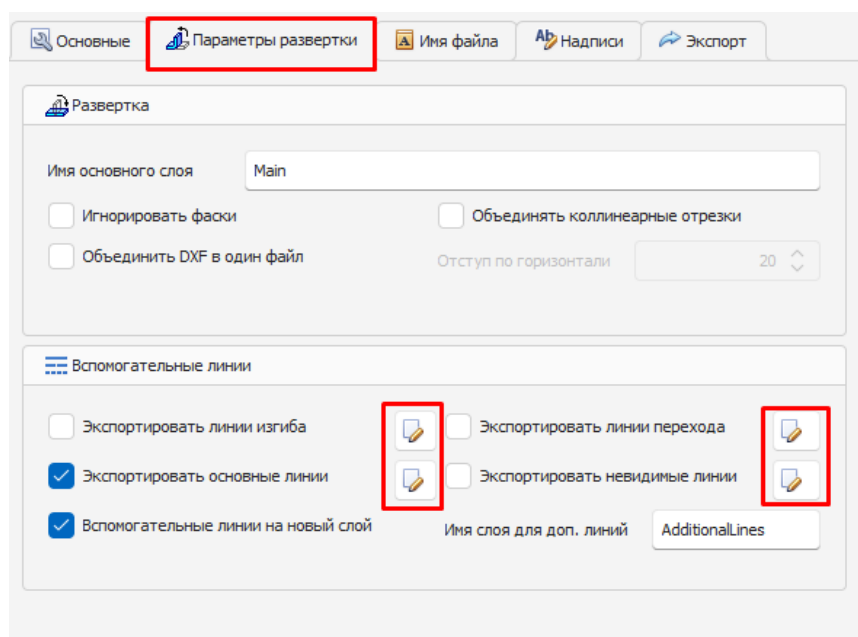 Основные
Параметры развертки
Имя файла
Надписи
Экспорт
Развертка
Имя основного слоя
Main
Игнорировать фаски
Объединять коллинеарные отрезки
Объединить DXF в один файл
Отступ по горизонтали
20
Вспомогательные линии
Экспортировать линии изгиба
Экспортировать линии перехода
Экспортировать основные линии
Экспортировать невидимые линии
Вспомогательные линии на новый слой
Имя слоя для доп. линий
AdditionalLines